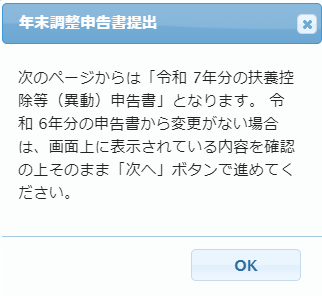 年末調整申告書提出
次のページからは「令和 7年分の扶養控
除等（異動）申告書」となります。 令
和 6年分の申告書から変更がない場合
は、画面上に表示されている内容を確認
の上そのまま「次へ」ボタンで進めてく
ださい。
OK